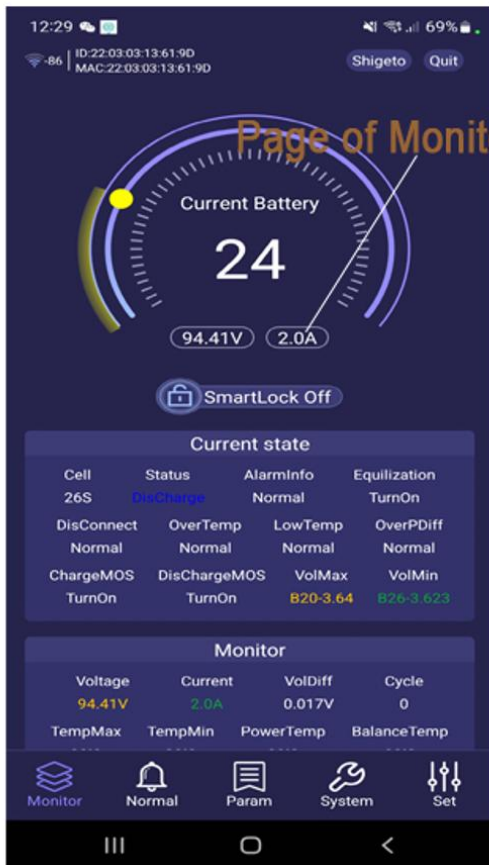 12:29 69%
-86 ID:22:03:03:13:61:9D
MAC:22:03:03:13:61:9D
Shigeto Quit
Page of Monit
Current Battery
24
94.41V 2.0A
SmartLock Off
Current state
Cell Status AlarmInfo Equilization
26S DisCharge Normal TurnOn
DisConnect OverTemp LowTemp OverPDiff
Normal Normal Normal Normal
ChargeMOS DisChargeMOS VolMax VolMin
TurnOn TurnOn B20-3.64 B26-3.623
Monitor
Voltage Current VolDiff Cycle
94.41V 2.0A 0.017V 0
TempMax TempMin PowerTemp BalanceTemp
Monitor Normal Param System Set